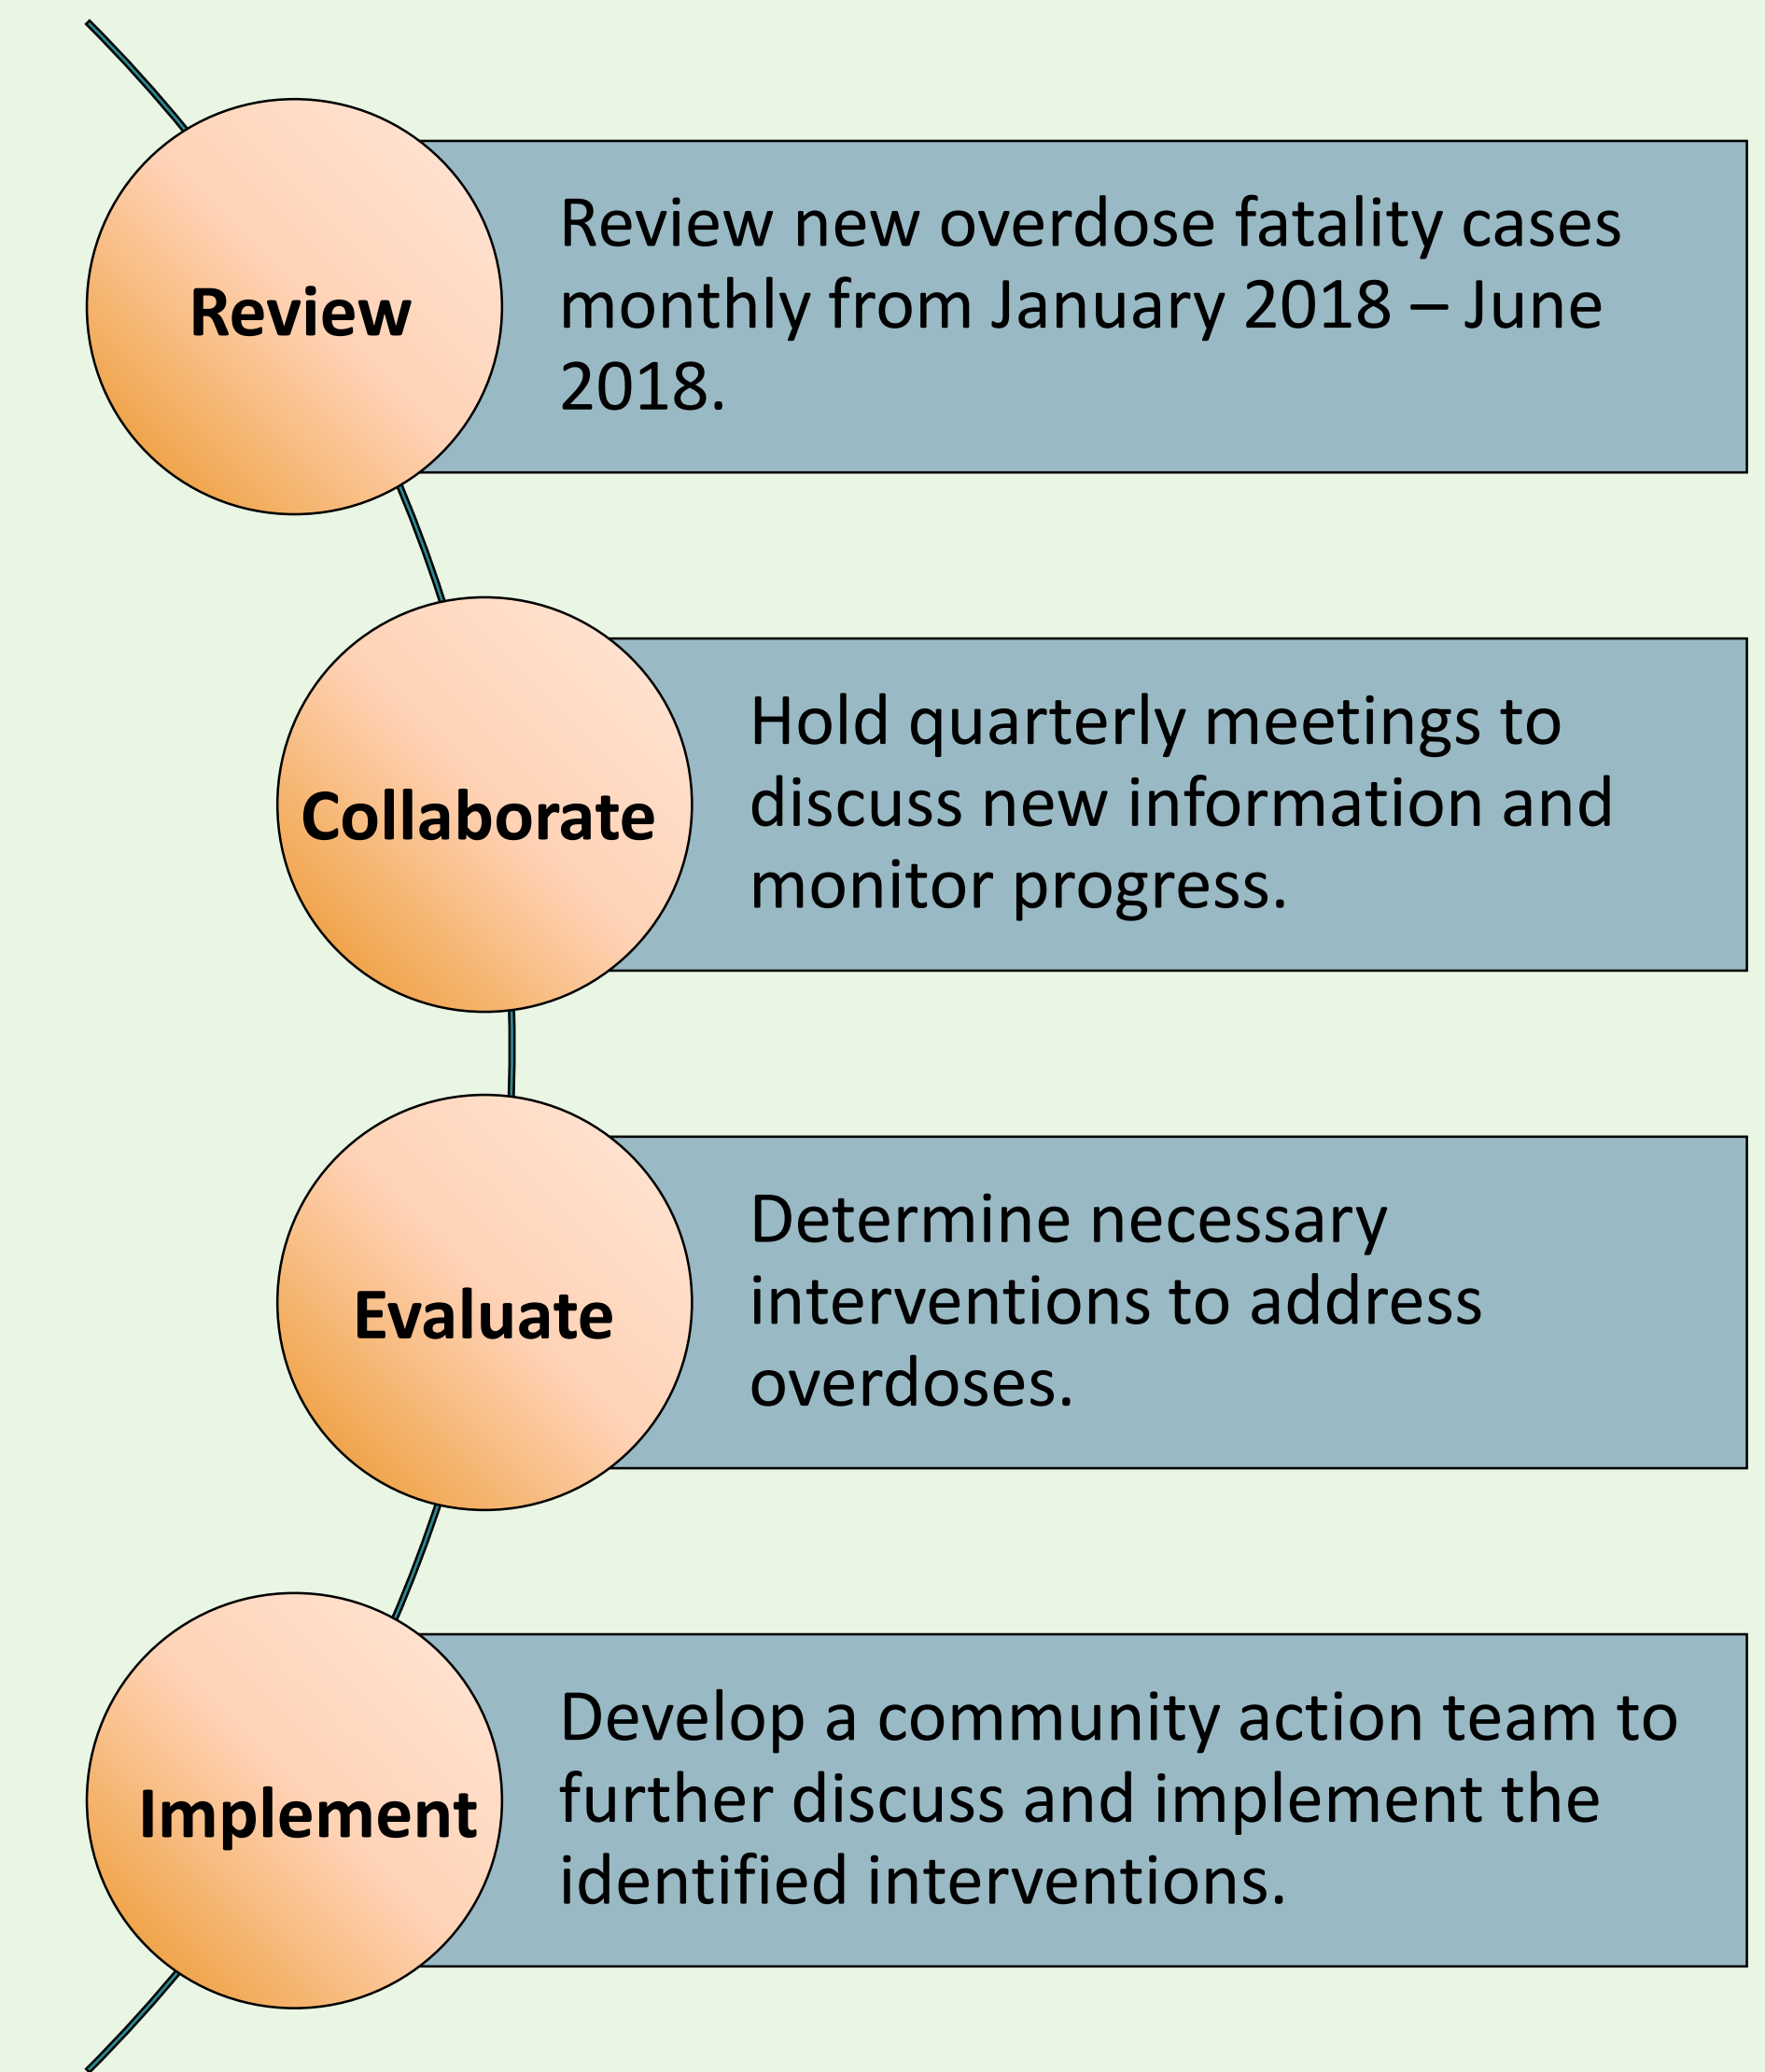 Review
Review new overdose fatality cases
monthly from January 2018 – June
2018.
Collaborate
Hold quarterly meetings to
discuss new information and
monitor progress.
Evaluate
Determine necessary
interventions to address
overdoses.
Implement
Develop a community action team to
further discuss and implement the
identified interventions.